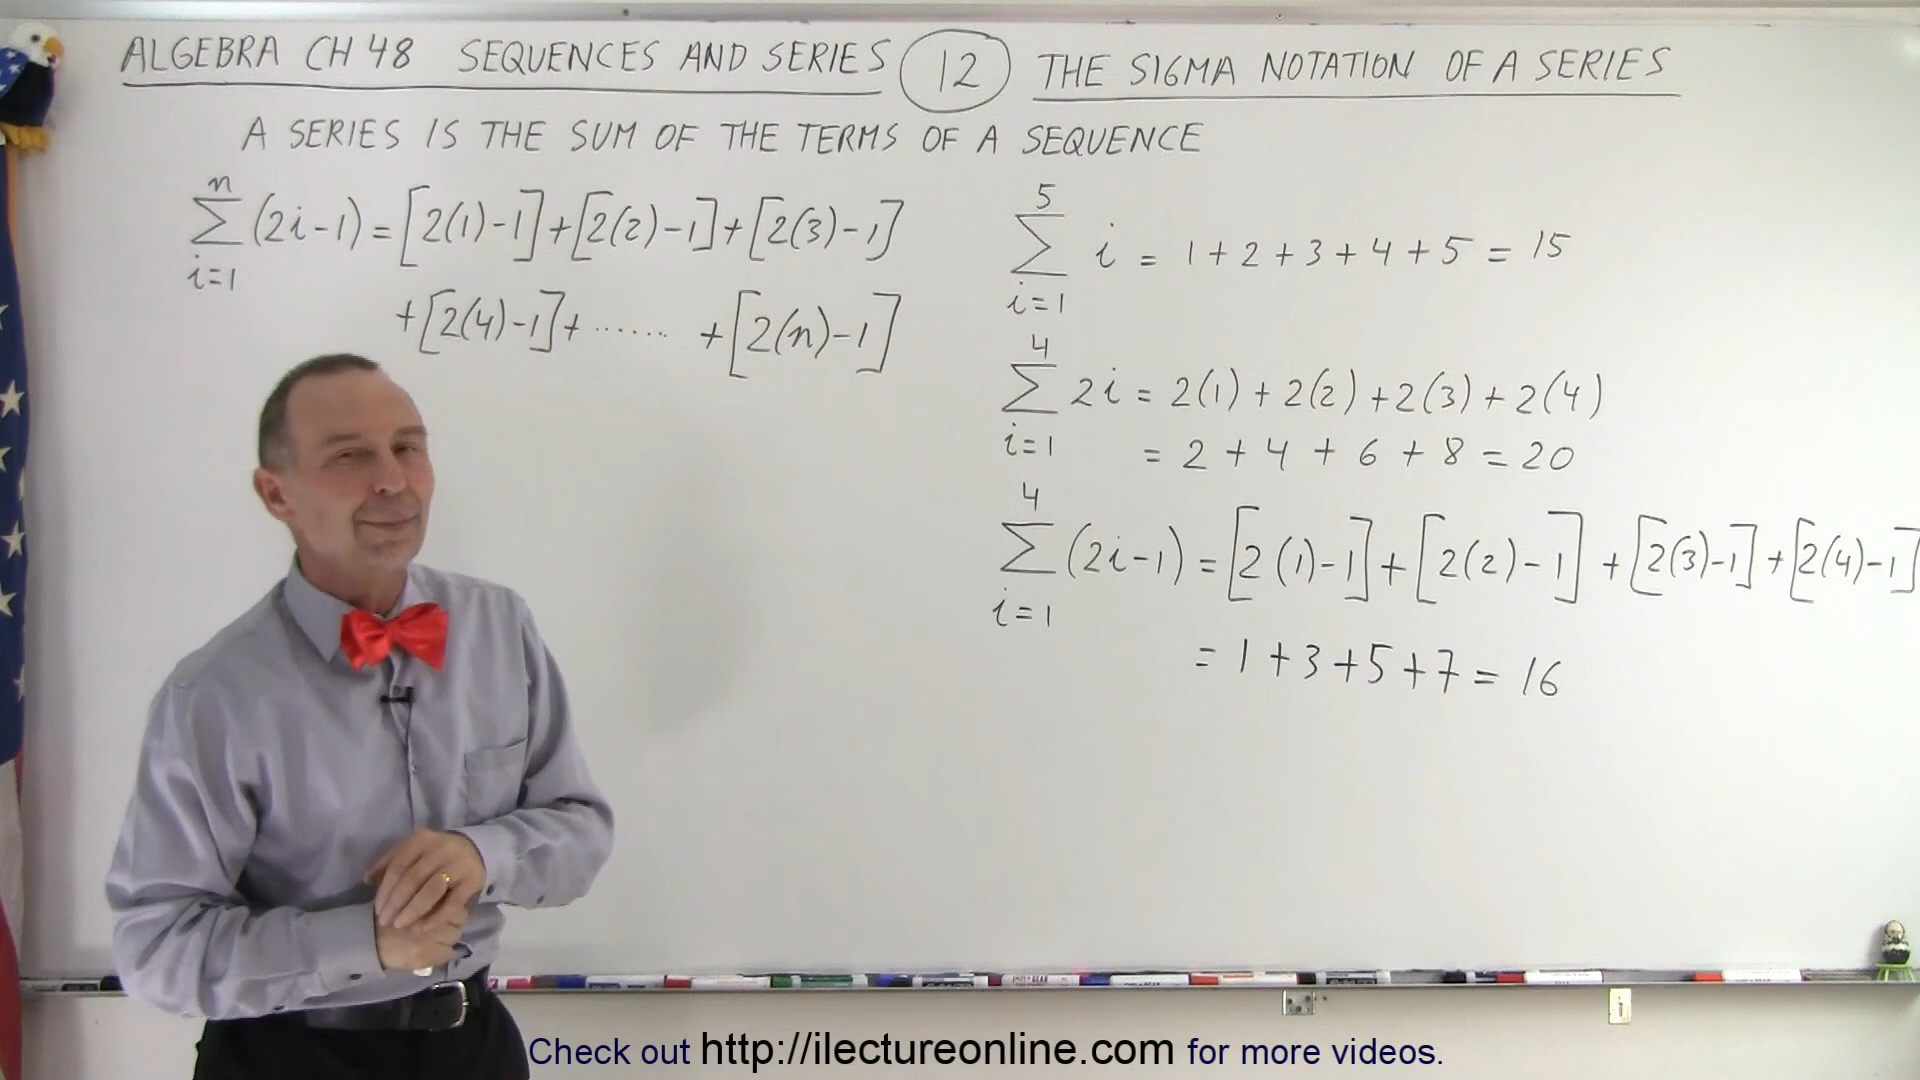 ALGEBRA CH 48 SEQUENCES AND SERIES 12 THE SIGMA NOTATION OF A SERIES
A SERIES IS THE SUM OF THE TERMS OF A SEQUENCE
n
∑ (2i-1) = [2(1)-1] + [2(2)-1] + [2(3)-1]
i=1
+ [2(4)-1] + ...... + [2(n)-1]
5
∑ i = 1 + 2 + 3 + 4 + 5 = 15
i=1
4
∑ 2i = 2(1) + 2(2) + 2(3) + 2(4)
i=1
= 2 + 4 + 6 + 8 = 20
4
∑ (2i-1) = [2(1)-1] + [2(2)-1] + [2(3)-1] + [2(4)-1]
i=1
= 1 + 3 + 5 + 7 = 16
Check out http://ilectureonline.com for more videos.